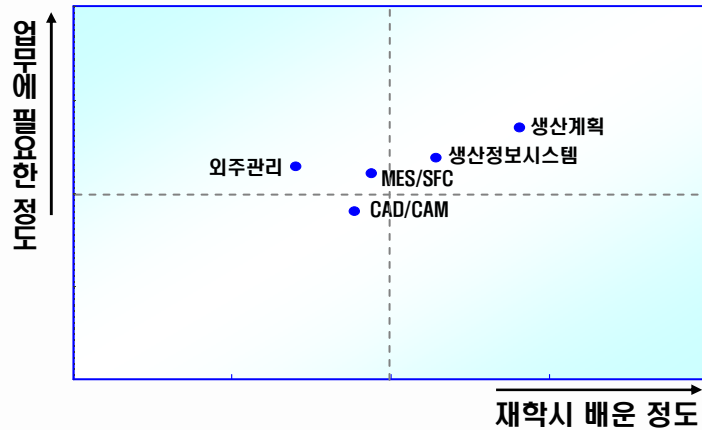 업무에 필요한 정도
생산계획
생산정보시스템
외주관리
MES/SFC
CAD/CAM
재학시 배운 정도